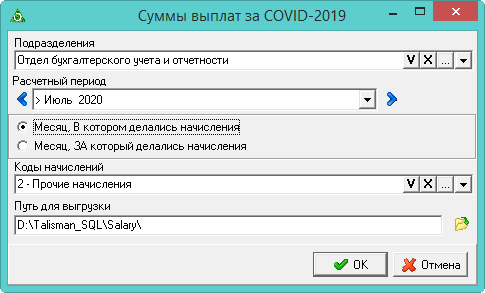 Суммы выплат за COVID-2019
Подразделения
Отдел бухгалтерского учета и отчетности V X ...
Расчетный период
> Июль 2020
Месяц, В котором делались начисления
Месяц, ЗА который делались начисления
Коды начислений
2 - Прочие начисления V X ...
Путь для выгрузки
D:\Talisman_SQL\Salary\
OK Отмена